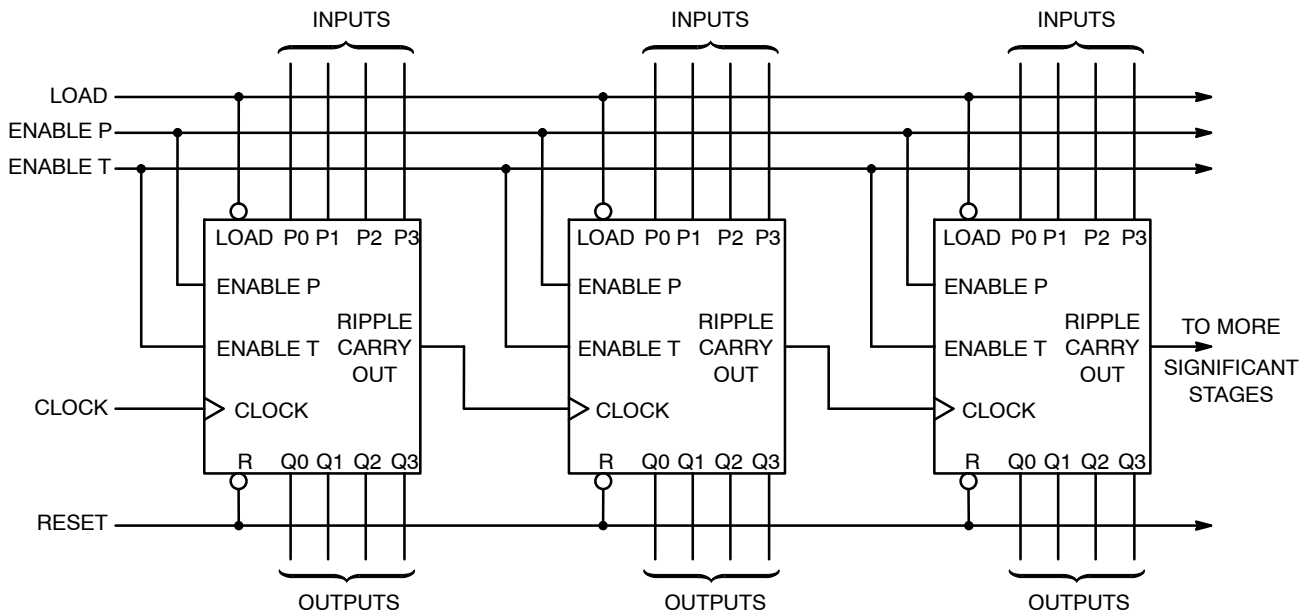 INPUTS INPUTS INPUTS
LOAD
ENABLE P
ENABLE T
LOAD P0 P1 P2 P3 LOAD P0 P1 P2 P3 LOAD P0 P1 P2 P3
ENABLE P ENABLE P ENABLE P
RIPPLE RIPPLE RIPPLE TO MORE
ENABLE T CARRY ENABLE T CARRY ENABLE T CARRY
OUT OUT OUT SIGNIFICANT
STAGES
CLOCK CLOCK CLOCK CLOCK
R Q0 Q1 Q2 Q3 R Q0 Q1 Q2 Q3 R Q0 Q1 Q2 Q3
RESET
OUTPUTS OUTPUTS OUTPUTS